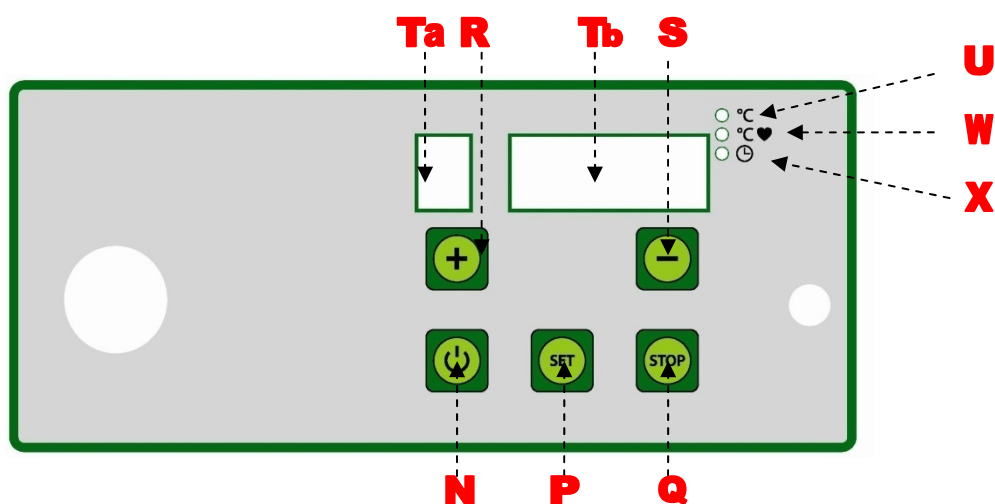 Ta R Tb S
U
℃
W
℃ ♥
X
+ −
SET STOP
N P Q